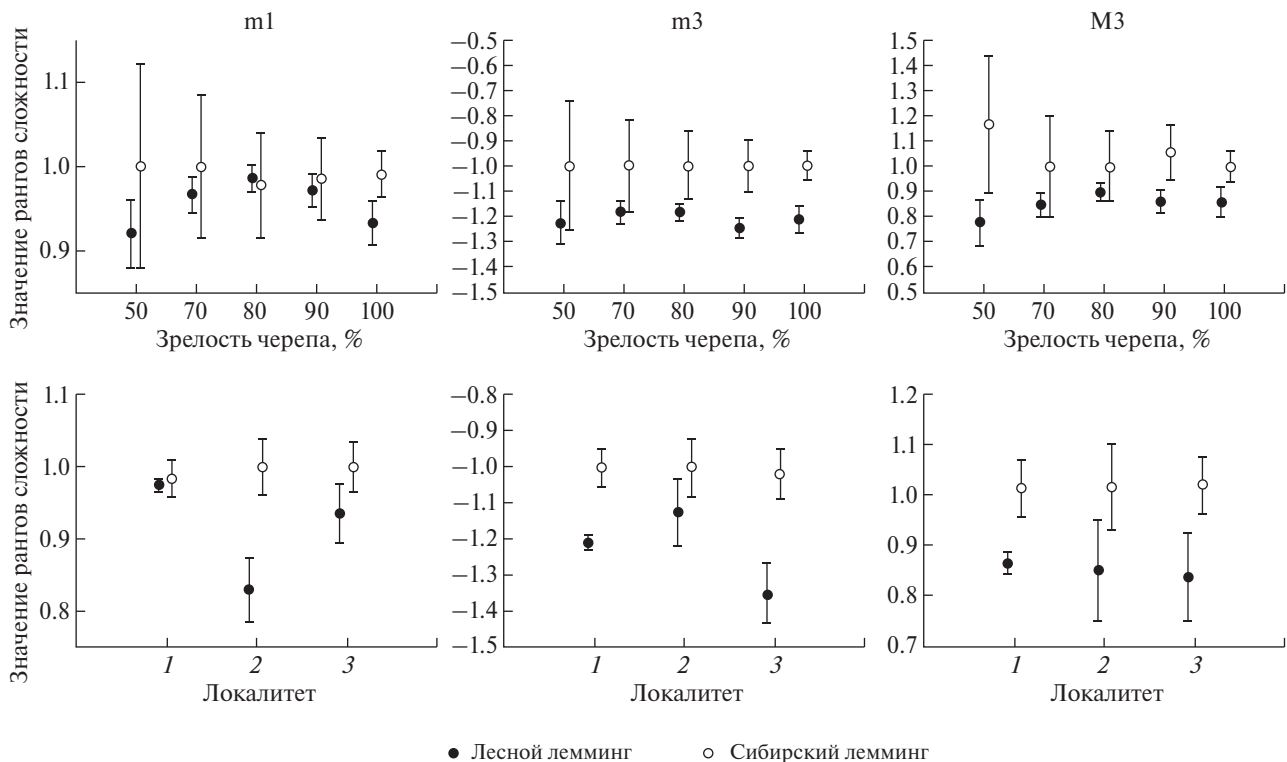 m1
m3
M3
Значение рангов сложности
1.1
1.0
0.9
50 70 80 90 100
Зрелость черепа, %
−0.5
−0.6
−0.7
−0.8
−0.9
−1.0
−1.1
−1.2
−1.3
−1.4
−1.5
50 70 80 90 100
Зрелость черепа, %
1.5
1.4
1.3
1.2
1.1
1.0
0.9
0.8
0.7
0.6
0.5
50 70 80 90 100
Зрелость черепа, %
Значение рангов сложности
1.1
1.0
0.9
0.8
1 2 3
Локалитет
−0.8
−0.9
−1.0
−1.1
−1.2
−1.3
−1.4
−1.5
1 2 3
Локалитет
1.2
1.1
1.0
0.9
0.8
0.7
1 2 3
Локалитет
Лесной лемминг
Сибирский лемминг